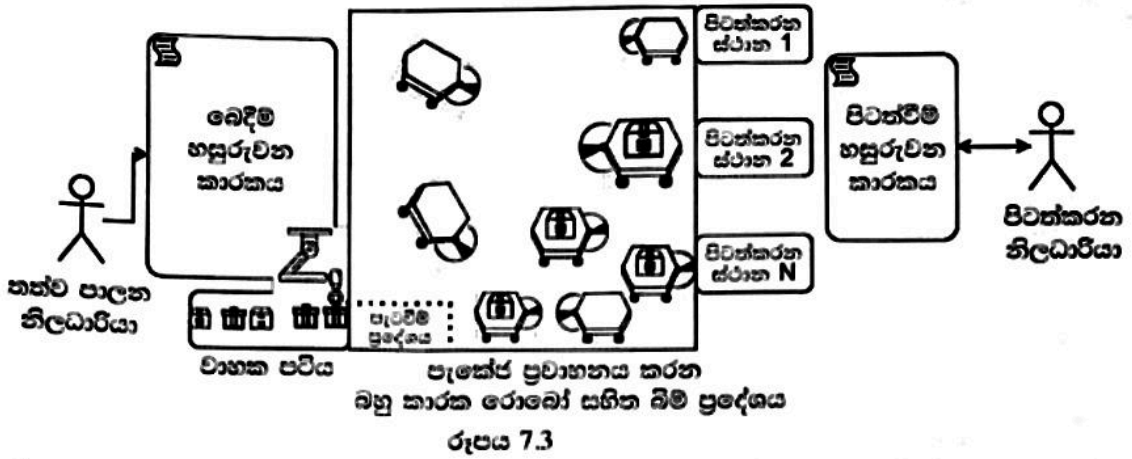 බෙදීම්
හසුරුවන
කාරකය
තත්ව පාලන
නිලධාරියා
වාහක පටිය
පැටවීම්
ප්‍රදේශය
පිටත්කරන
ස්ථාන 1
පිටත්කරන
ස්ථාන 2
පිටත්කරන
ස්ථාන N
පිටත්වීම්
හසුරුවන
කාරකය
පිටත්කරන
නිලධාරියා
පැකේජ ප්‍රවාහනය කරන
බහු කාරක රොබෝ සහිත බිම් ප්‍රදේශය
රූපය 7.3